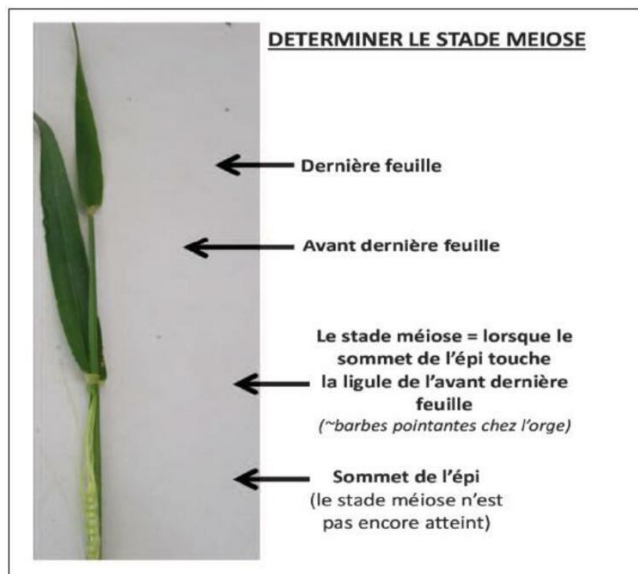 DETERMINER LE STADE MEIOSE
Dernière feuille
Avant dernière feuille
Le stade méiose = lorsque le
sommet de l'épi touche
la ligule de l'avant dernière
feuille
(~barbes pointantes chez l'orge)
Sommet de l'épi
(le stade méiose n'est
pas encore atteint)